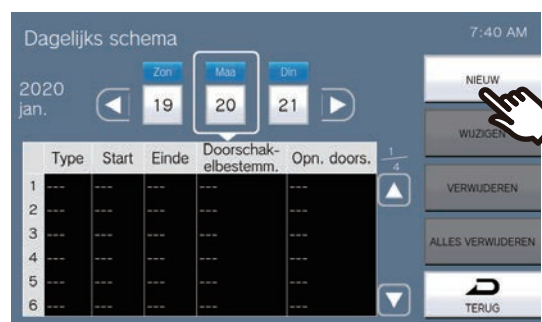 Dagelijks schema
7:40 AM
2020
jan.
Zon
19
Maa
20
Din
21
NIEUW
WIJZIGEN
VERWIJDEREN
ALLES VERWIJDEREN
TERUG
Type Start Einde Doorschak-
elbestemm. Opn. doors. 1/4
1 --- --- --- --- ---
2 --- --- --- --- ---
3 --- --- --- --- ---
4 --- --- --- --- ---
5 --- --- --- --- ---
6 --- --- --- --- ---